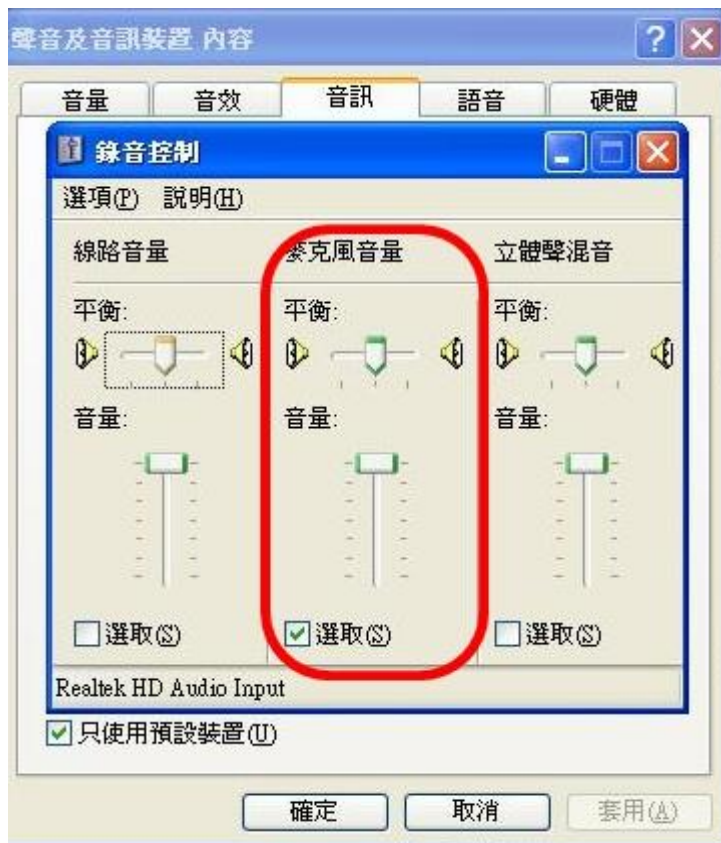 聲音及音訊裝置 內容
音量 音效 音訊 語音 硬體
錄音控制
選項(P) 說明(H)
線路音量 麥克風音量 立體聲混音
平衡: 平衡: 平衡:
音量: 音量: 音量:
選取(S) 選取(S) 選取(S)
Realtek HD Audio Input
只使用預設裝置(U)
確定 取消 套用(A)